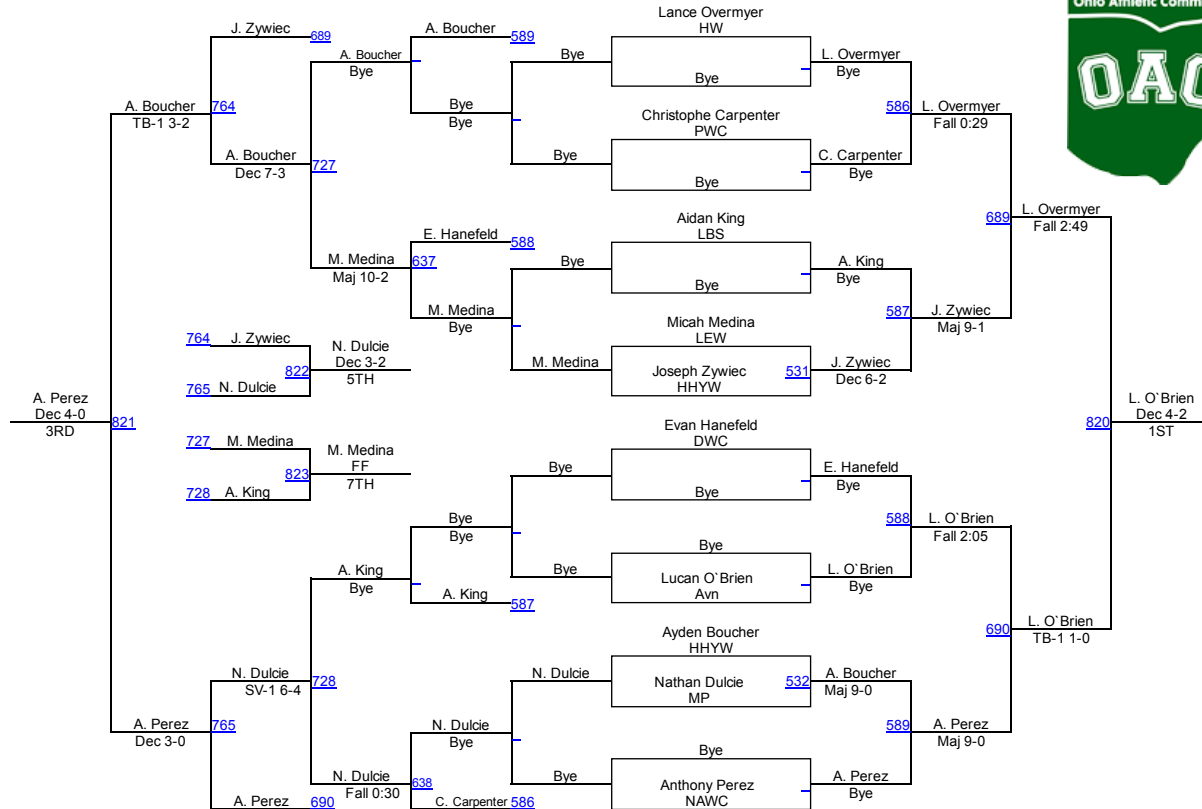 Ohio Athletic Comm
OAC
Lance Overmyer
HW
Bye
Christophe Carpenter
PWC
Bye
Aidan King
LBS
Bye
Micah Medina
LEW
Joseph Zywiec
HHYW
531
Evan Hanefeld
DWC
Bye
Bye
Lucan O`Brien
Avn
Ayden Boucher
HHYW
Nathan Dulcie
MP
532
Bye
Anthony Perez
NAWC
L. Overmyer
Bye
C. Carpenter
Bye
A. King
Bye
J. Zywiec
Dec 6-2
E. Hanefeld
Bye
L. O`Brien
Bye
A. Boucher
Maj 9-0
A. Perez
Bye
586
L. Overmyer
Fall 0:29
587
J. Zywiec
Maj 9-1
588
L. O`Brien
Fall 2:05
589
A. Perez
Maj 9-0
689
L. Overmyer
Fall 2:49
690
L. O`Brien
TB-1 1-0
820
L. O`Brien
Dec 4-2
1ST
Bye
Bye
Bye
M. Medina
Bye
Bye
N. Dulcie
Bye
A. Boucher 589
Bye
Bye
E. Hanefeld 588
M. Medina
Bye
Bye
Bye
A. King 587
N. Dulcie
Bye
C. Carpenter 586
A. Boucher
Bye
M. Medina 637
Maj 10-2
A. King
Bye
N. Dulcie 638
Fall 0:30
J. Zywiec 689
A. Boucher 727
Dec 7-3
N. Dulcie 728
SV-1 6-4
A. Perez 690
A. Boucher 764
TB-1 3-2
A. Perez 765
Dec 3-0
A. Perez
Dec 4-0
3RD
821
764 J. Zywiec
765 N. Dulcie
822
N. Dulcie
Dec 3-2
5TH
727 M. Medina
728 A. King
823
M. Medina
FF
7TH